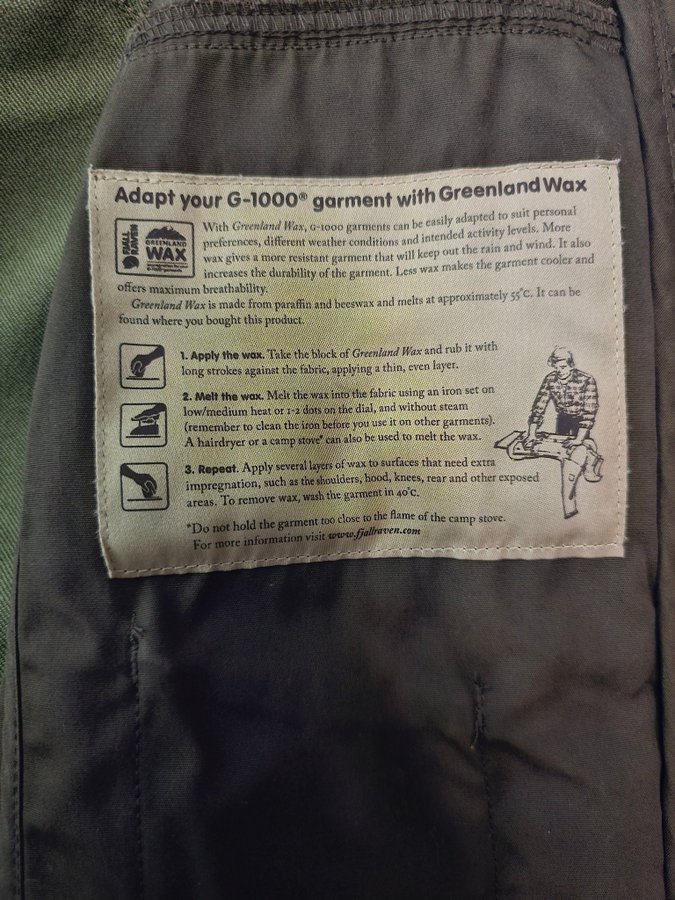 Adapt your G-1000® garment with Greenland Wax
FJÄLL
RÄVEN
GREENLAND
WAX
With Greenland Wax, G-1000 garments can be easily adapted to suit personal
preferences, different weather conditions and intended activity levels. More
wax gives a more resistant garment that will keep out the rain and wind. It also
increases the durability of the garment. Less wax makes the garment cooler and
offers maximum breathability.
Greenland Wax is made from paraffin and beeswax and melts at approximately 55°C. It can be
found where you bought this product.
1. Apply the wax. Take the block of Greenland Wax and rub it with
long strokes against the fabric, applying a thin, even layer.
2. Melt the wax. Melt the wax into the fabric using an iron set on
low/medium heat or 1-2 dots on the dial, and without steam
(remember to clean the iron before you use it on other garments).
A hairdryer or a camp stove* can also be used to melt the wax.
3. Repeat. Apply several layers of wax to surfaces that need extra
impregnation, such as the shoulders, hood, knees, rear and other exposed
areas. To remove wax, wash the garment in 40°C.
*Do not hold the garment too close to the flame of the camp stove.
For more information visit www.fjallraven.com